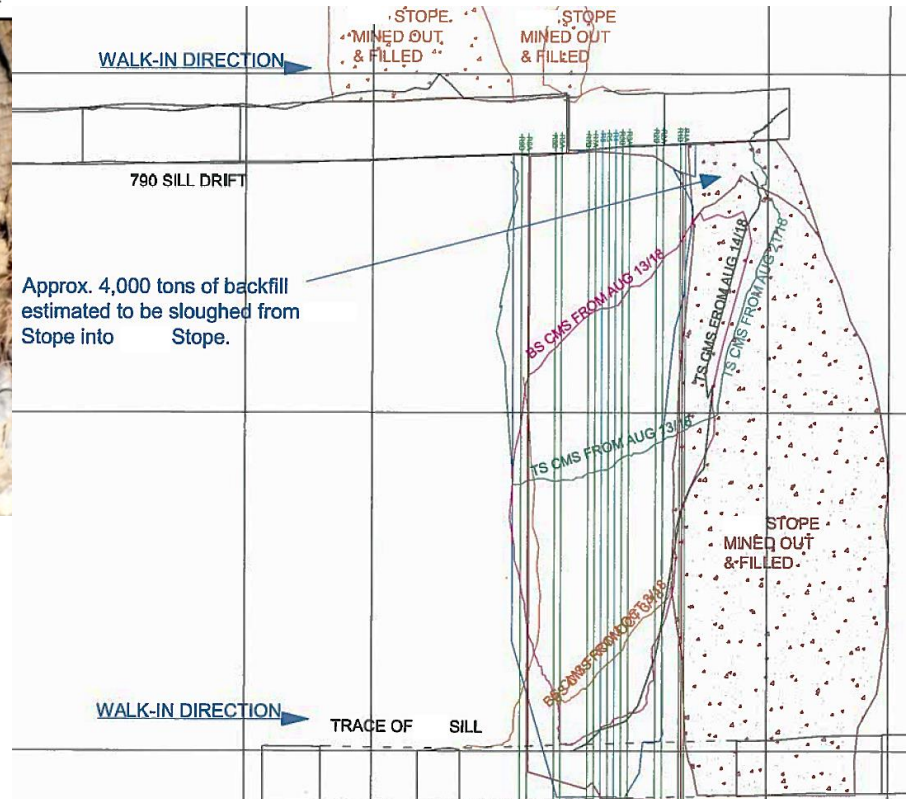 STOPE
MINED OUT
& FILLED
STOPE
MINED OUT
& FILLED
WALK-IN DIRECTION
790 SILL DRIFT
Approx. 4,000 tons of backfill
estimated to be sloughed from
Stope into Stope.
BS CMS FROM AUG 13/18
TS CMS FROM AUG 14/18
TS CMS FROM AUG 21/18
TS CMS FROM AUG 13/18
STOPE
MINED OUT
& FILLED
WALK-IN DIRECTION
TRACE OF SILL